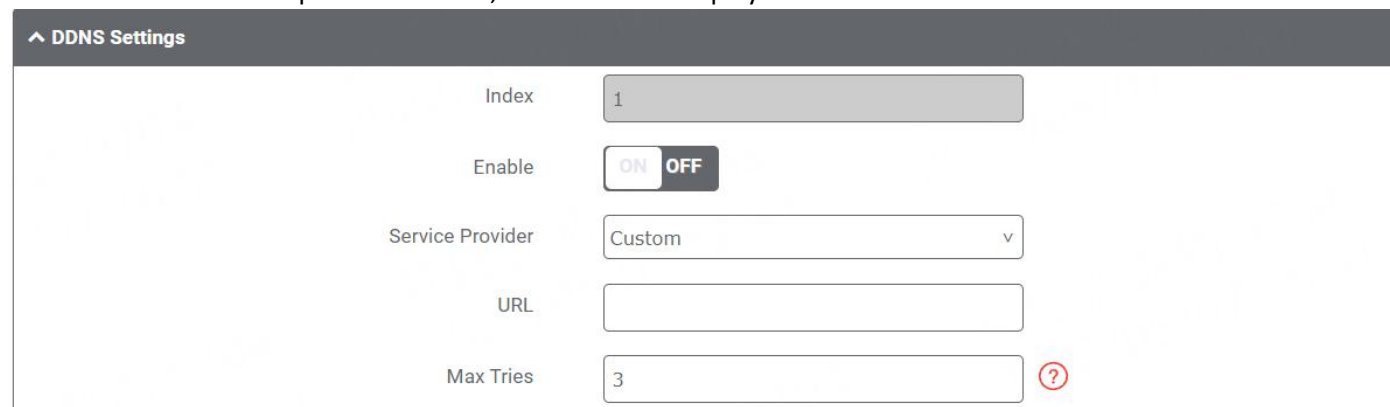 DDNS Settings
Index 1
Enable ON OFF
Service Provider Custom
URL
Max Tries 3 ?